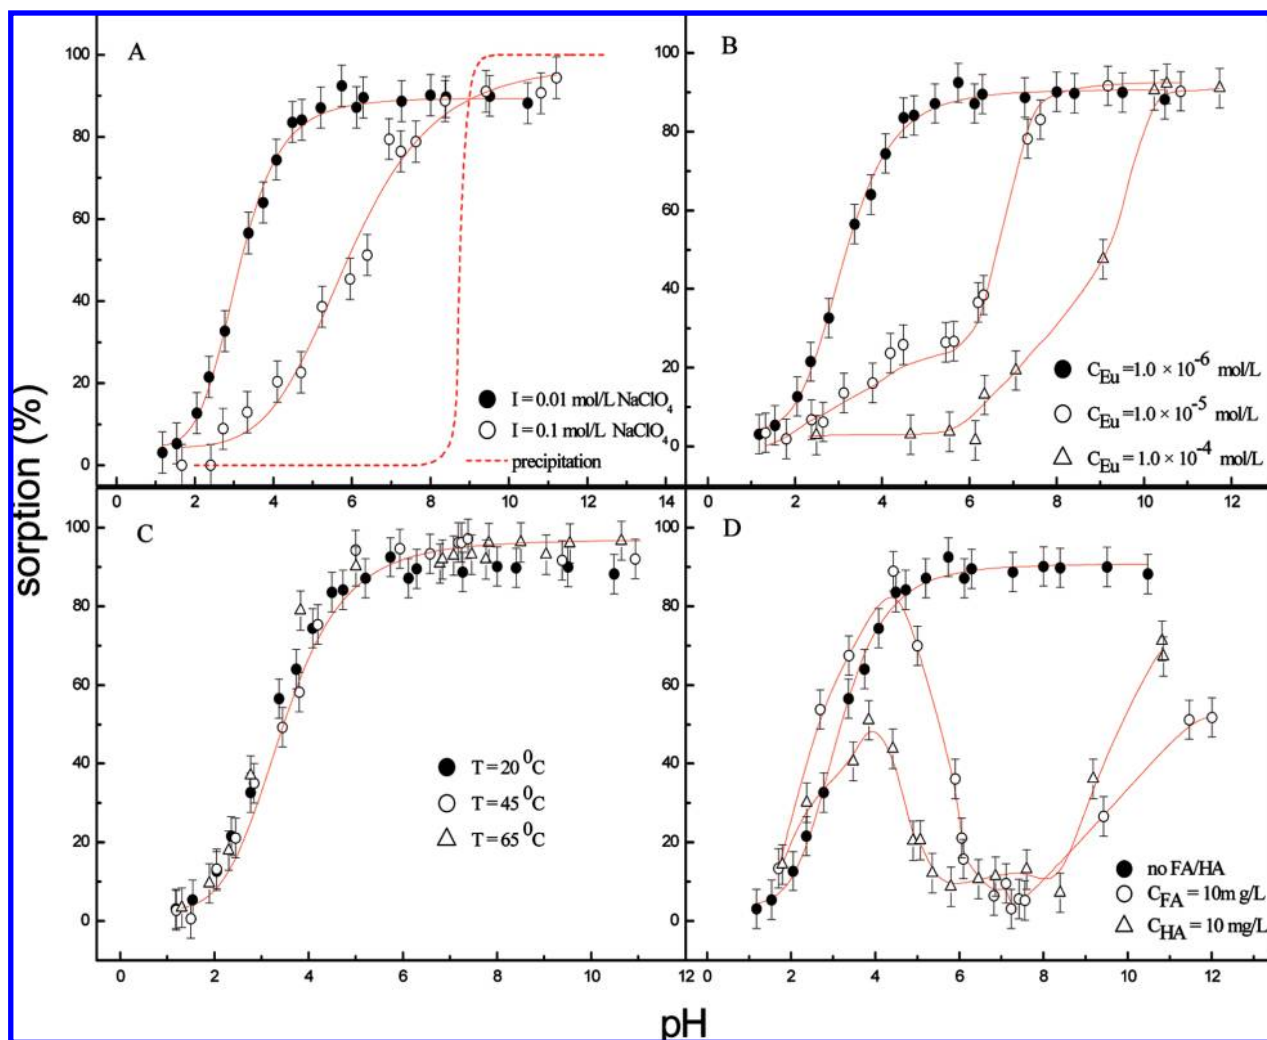 sorption (%)
A
100
80
60
40
20
0
I = 0.01 mol/L NaClO4
I = 0.1 mol/L NaClO4
precipitation
0 2 4 6 8 10 12 14
B
100
80
60
40
20
0
CEu =1.0 × 10-6 mol/L
CEu =1.0 × 10-5 mol/L
CEu = 1.0 × 10-4 mol/L
0 2 4 6 8 10 12
C
100
80
60
40
20
0
T = 20 0C
T = 45 0C
T = 65 0C
0 2 4 6 8 10 12
D
100
80
60
40
20
0
no FA/HA
CFA = 10m g/L
CHA = 10 mg/L
0 2 4 6 8 10 12
pH